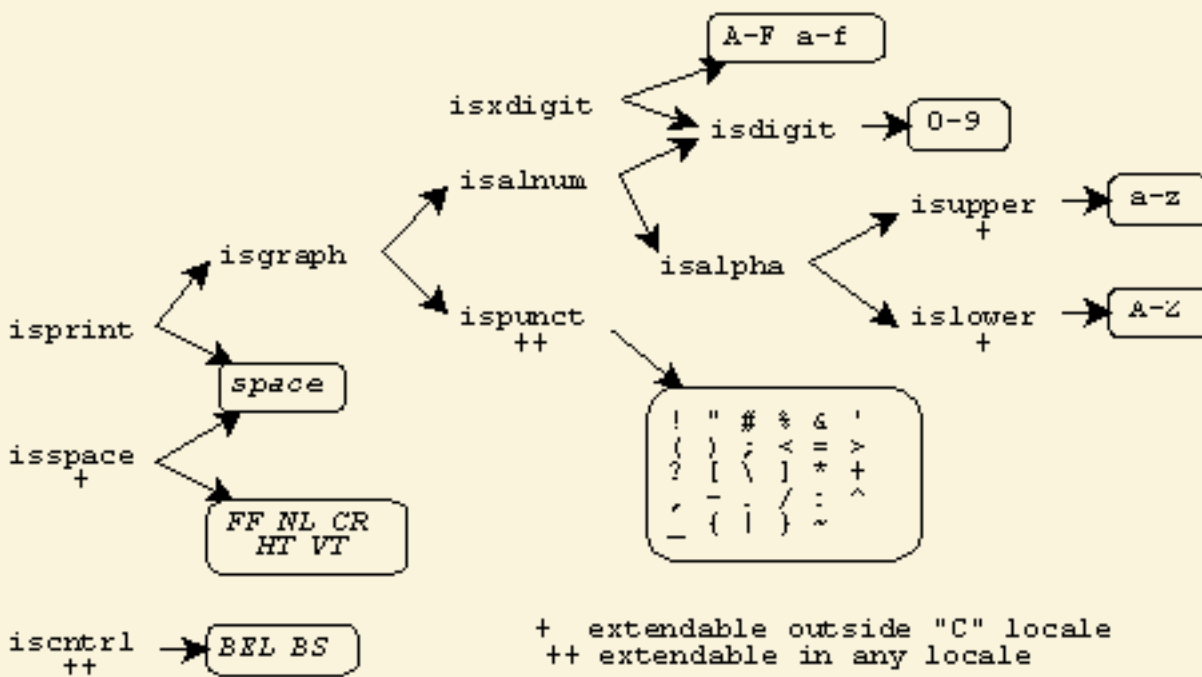 A-F a-f
isxdigit
isdigit
0-9
isalnum
isupper
+
a-z
isgraph
isalpha
isprint
ispunct
++
islower
+
A-Z
space
isspace
+
! " # % & '
( ) ; < = >
? [ \ ] * +
, - . / : ^
_ { | } ~
FF NL CR
HT VT
iscntrl
++
BEL BS
+ extendable outside "C" locale
++ extendable in any locale